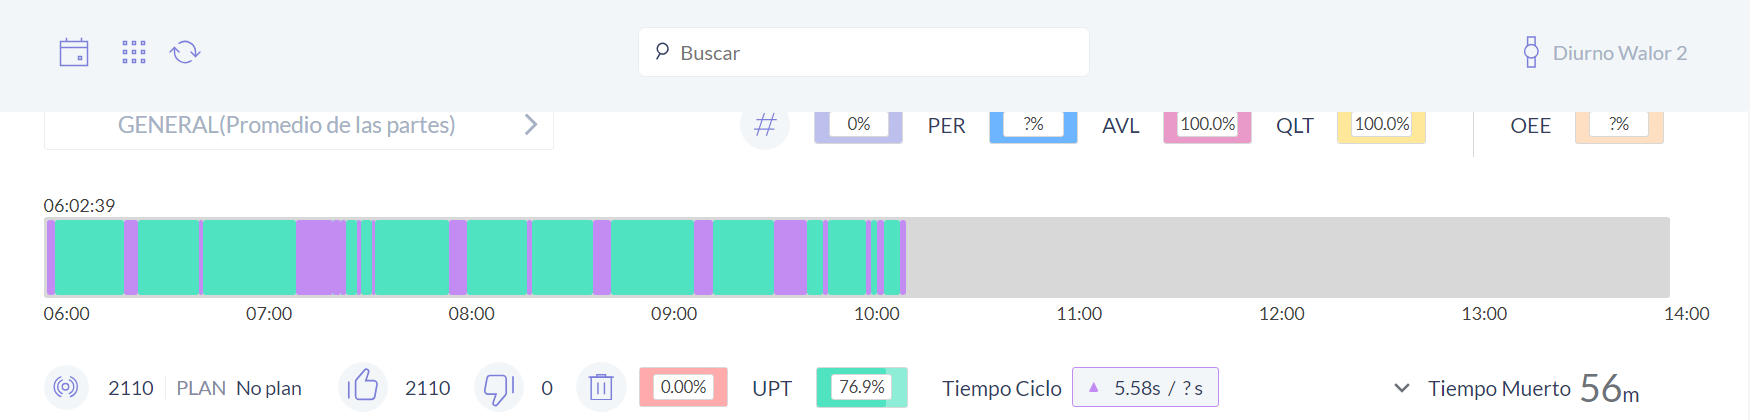 Buscar
Diurno Walor 2
GENERAL(Promedio de las partes)
# 0% PER ?% AVL 100.0% QLT 100.0% OEE ?%
06:02:39
06:00 07:00 08:00 09:00 10:00 11:00 12:00 13:00 14:00
2110 PLAN No plan 2110 0 0.00% UPT 76.9% Tiempo Ciclo 5.58s / ? s Tiempo Muerto 56m